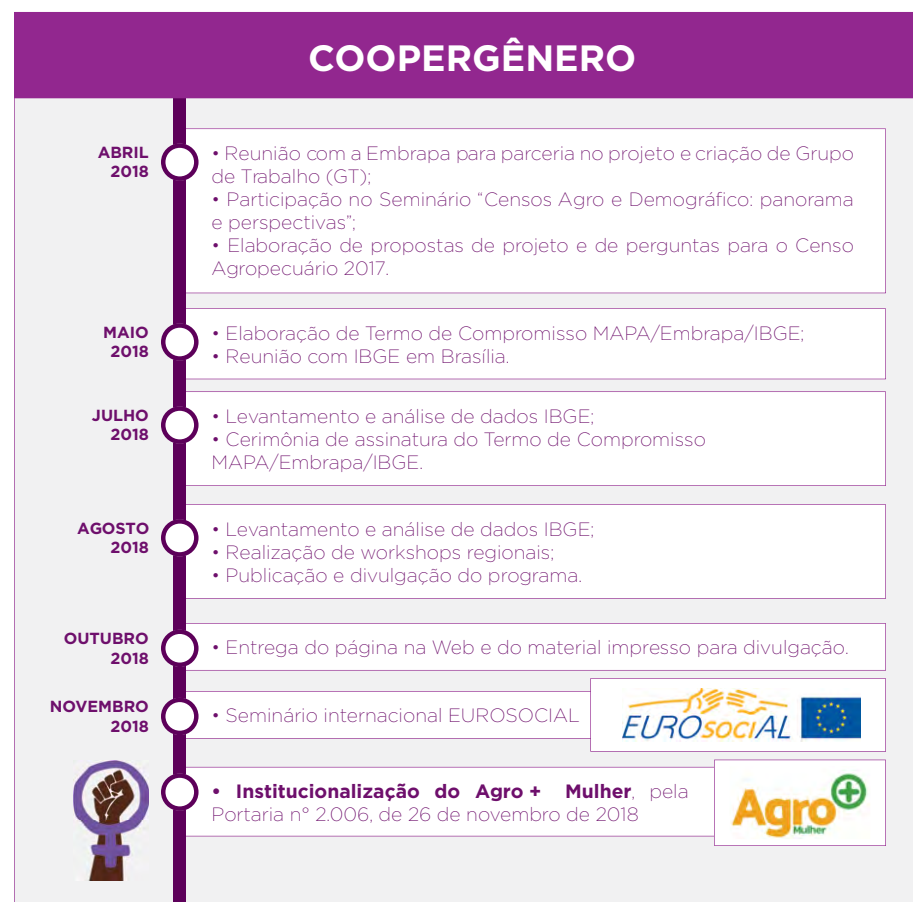 COOPERGÊNERO
ABRIL
2018
• Reunião com a Embrapa para parceria no projeto e criação de Grupo
de Trabalho (GT);
• Participação no Seminário “Censos Agro e Demográfico: panorama
e perspectivas”;
• Elaboração de propostas de projeto e de perguntas para o Censo
Agropecuário 2017.
MAIO
2018
• Elaboração de Termo de Compromisso MAPA/Embrapa/IBGE;
• Reunião com IBGE em Brasília.
JULHO
2018
• Levantamento e análise de dados IBGE;
• Cerimônia de assinatura do Termo de Compromisso
MAPA/Embrapa/IBGE.
AGOSTO
2018
• Levantamento e análise de dados IBGE;
• Realização de workshops regionais;
• Publicação e divulgação do programa.
OUTUBRO
2018
• Entrega do página na Web e do material impresso para divulgação.
NOVEMBRO
2018
• Seminário internacional EUROSOCIAL
EUROsociAL
• Institucionalização do Agro + Mulher, pela
Portaria n° 2.006, de 26 de novembro de 2018
Agro+
Mulher